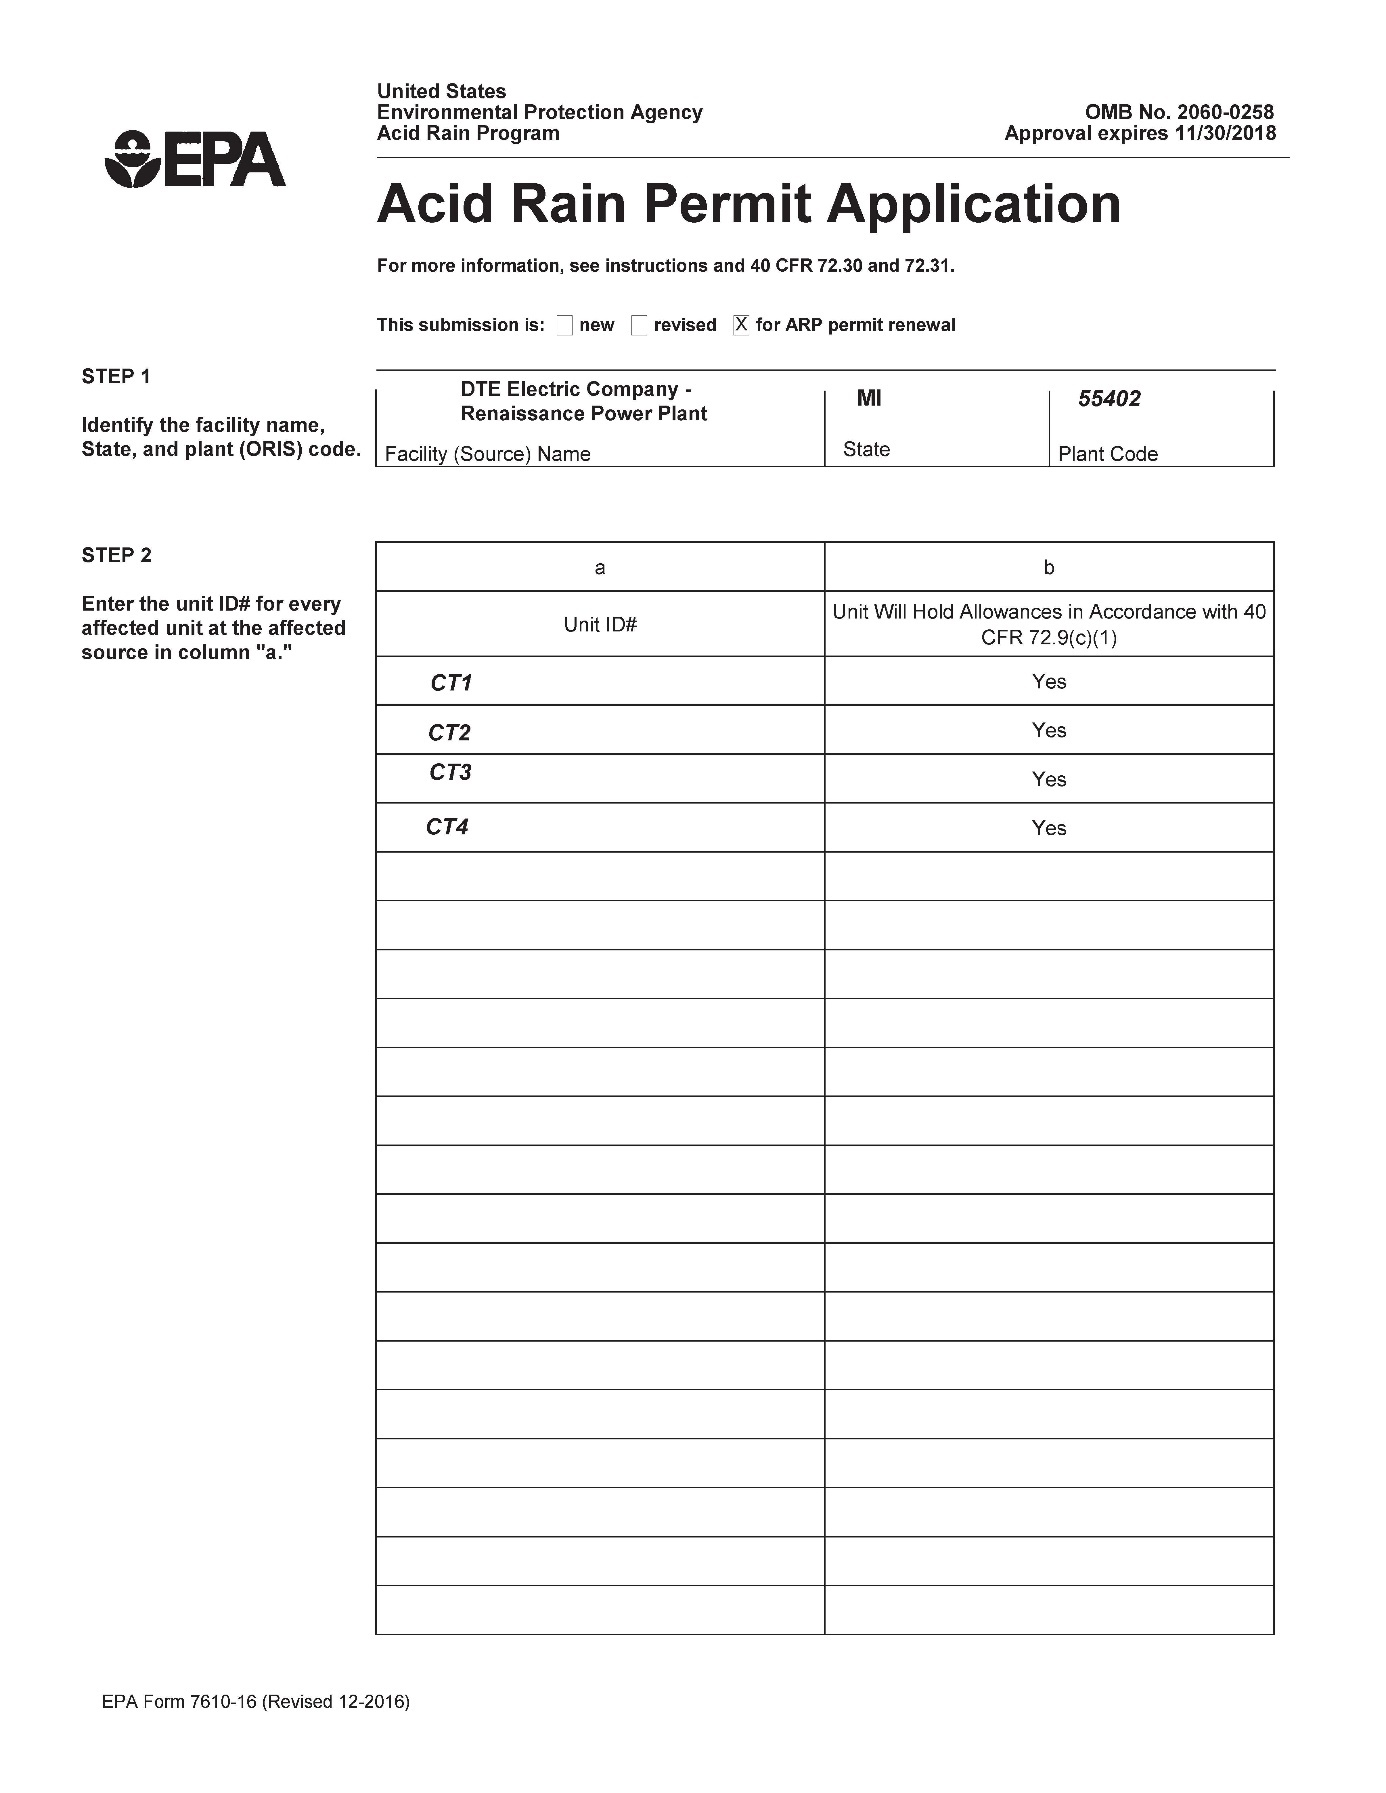 United States
Environmental Protection Agency
Acid Rain Program
OMB No. 2060-0258
Approval expires 11/30/2018
EPA
Acid Rain Permit Application
For more information, see instructions and 40 CFR 72.30 and 72.31.
This submission is: new revised X for ARP permit renewal
STEP 1
Identify the facility name,
State, and plant (ORIS) code.
DTE Electric Company -
Renaissance Power Plant
Facility (Source) Name
MI
State
55402
Plant Code
STEP 2
Enter the unit ID# for every
affected unit at the affected
source in column "a."
a
b
Unit ID#
Unit Will Hold Allowances in Accordance with 40
CFR 72.9(c)(1)
CT1
Yes
CT2
Yes
CT3
Yes
CT4
Yes
EPA Form 7610-16 (Revised 12-2016)